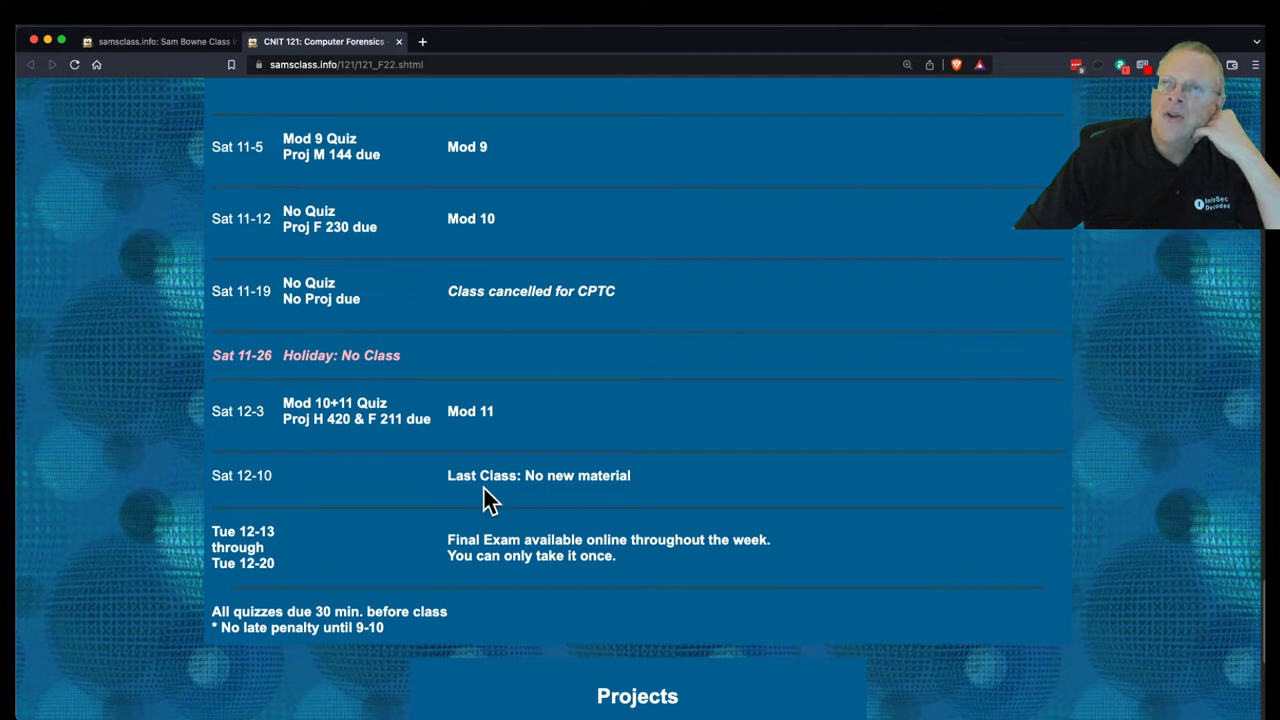 samsclass.info: Sam Bowne Class I
CNIT 121: Computer Forensics
samsclass.info/121/121_F22.shtml
Sat 11-5
Mod 9 Quiz
Proj M 144 due
Mod 9
Sat 11-12
No Quiz
Proj F 230 due
Mod 10
Sat 11-19
No Quiz
No Proj due
Class cancelled for CPTC
Sat 11-26
Holiday: No Class
Sat 12-3
Mod 10+11 Quiz
Proj H 420 & F 211 due
Mod 11
Sat 12-10
Last Class: No new material
Tue 12-13
through
Tue 12-20
Final Exam available online throughout the week.
You can only take it once.
All quizzes due 30 min. before class
* No late penalty until 9-10
Projects
InfoSec
Decoded